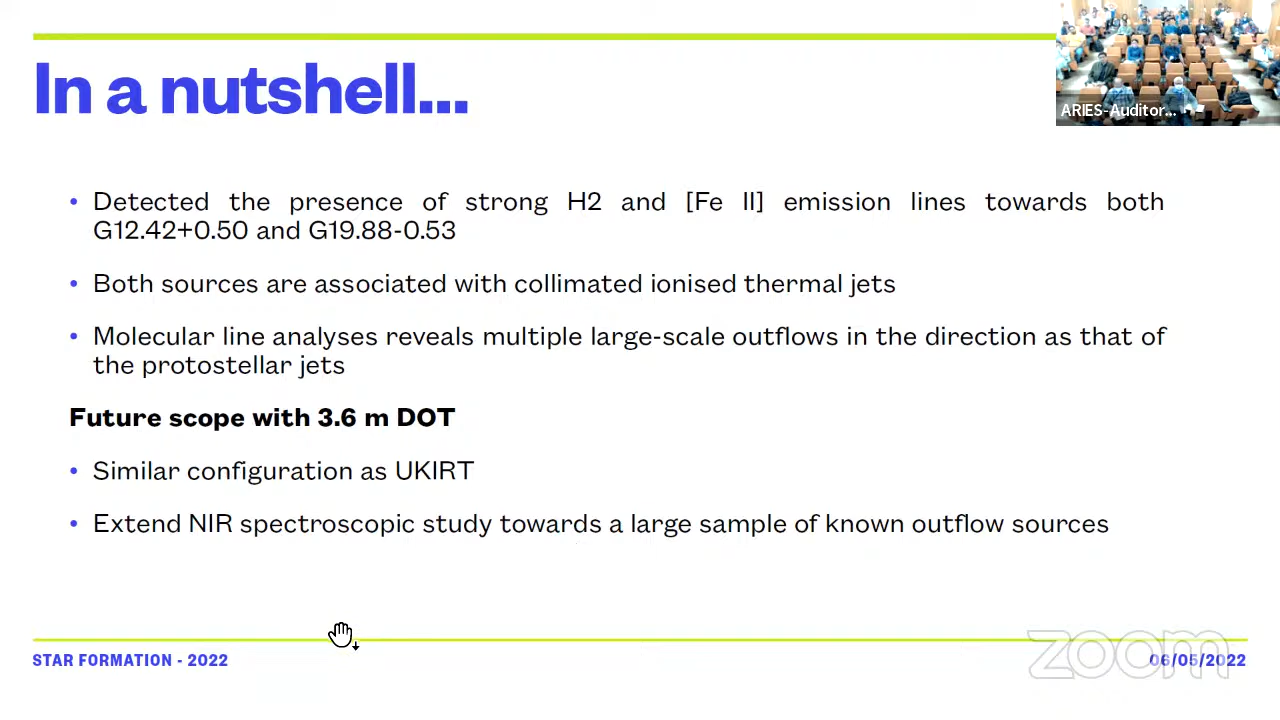 In a nutshell...
ARIES-Auditor...
• Detected the presence of strong H2 and [Fe II] emission lines towards both
G12.42+0.50 and G19.88-0.53
• Both sources are associated with collimated ionised thermal jets
• Molecular line analyses reveals multiple large-scale outflows in the direction as that of
the protostellar jets
Future scope with 3.6 m DOT
• Similar configuration as UKIRT
• Extend NIR spectroscopic study towards a large sample of known outflow sources
STAR FORMATION - 2022
zoom
06/05/2022